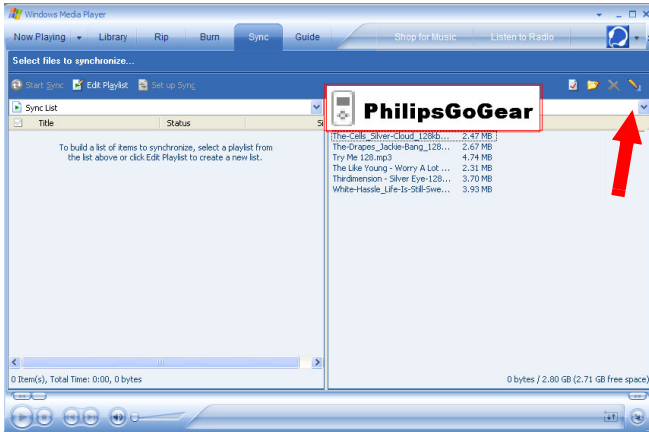 Windows Media Player
Now Playing Library Rip Burn Sync Guide Shop for Music Listen to Radio
Select files to synchronize...
Start Sync Edit Playlist Set up Sync
Sync List
PhilipsGoGear
Title Status Si
To build a list of items to synchronize, select a playlist from
the list above or click Edit Playlist to create a new list.
The-Cells_Silver-Cloud_128kb... 2.47 MB
The-Drapes_Jackie-Bang_128... 2.67 MB
Try Me 128.mp3 4.74 MB
The Like Young - Worry A Lot ... 2.31 MB
Thirdimension - Silver Eye-128... 3.70 MB
White-Hassle_Life-Is-Still-Swe... 3.93 MB
0 Item(s), Total Time: 0:00, 0 bytes
0 bytes / 2.80 GB (2.71 GB free space)